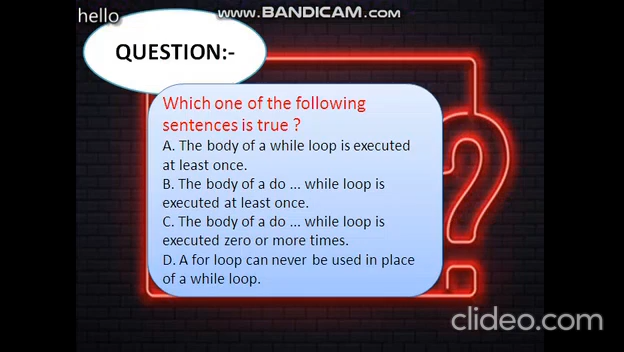 hello
www.BANDICAM.com
QUESTION:-
Which one of the following
sentences is true ?
A. The body of a while loop is executed
at least once.
B. The body of a do ... while loop is
executed at least once.
C. The body of a do ... while loop is
executed zero or more times.
D. A for loop can never be used in place
of a while loop.
?
clideo.com